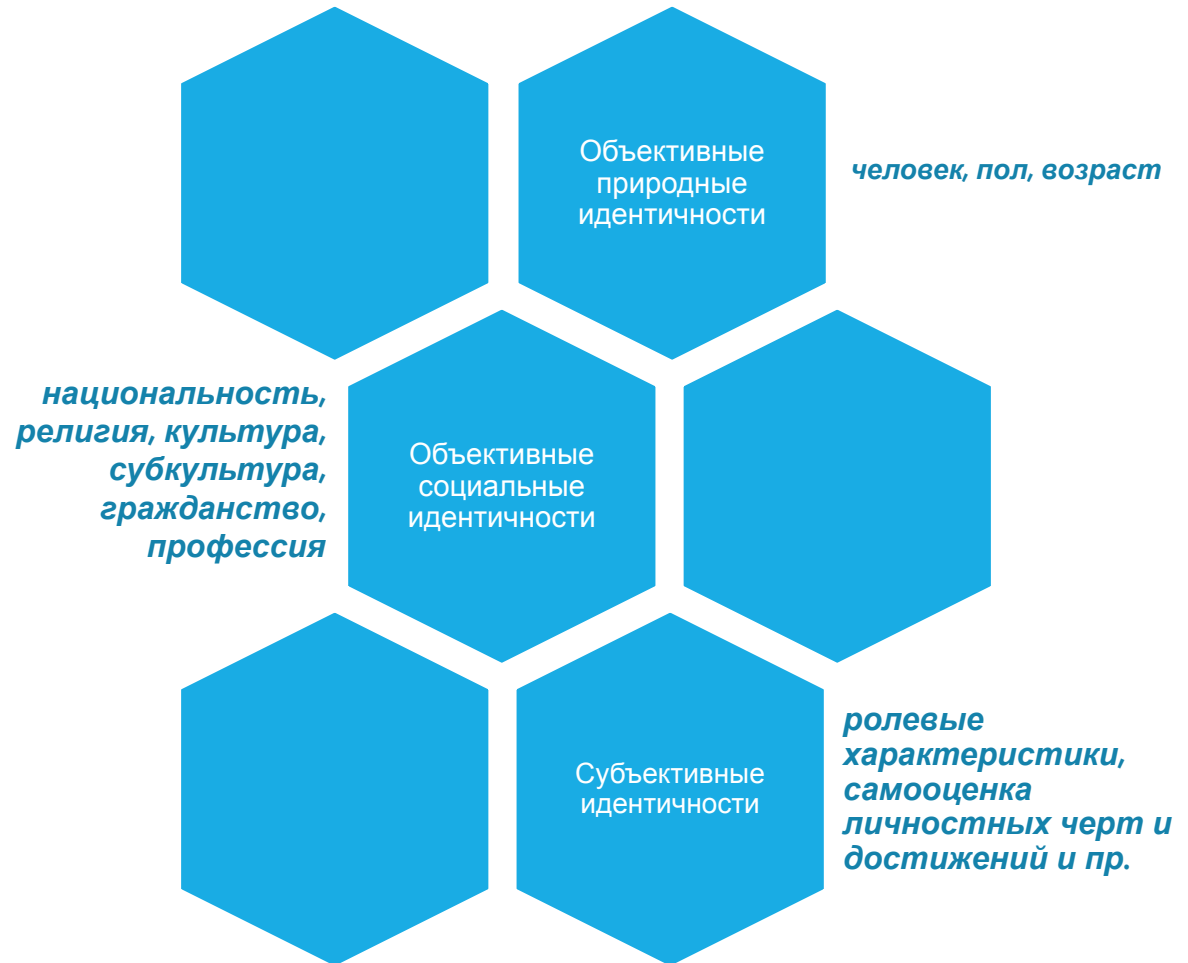 Объективные
природные
идентичности
человек, пол, возраст
национальность,
религия, культура,
субкультура,
гражданство,
профессия
Объективные
социальные
идентичности
Субъективные
идентичности
ролевые
характеристики,
самооценка
личностных черт и
достижений и пр.